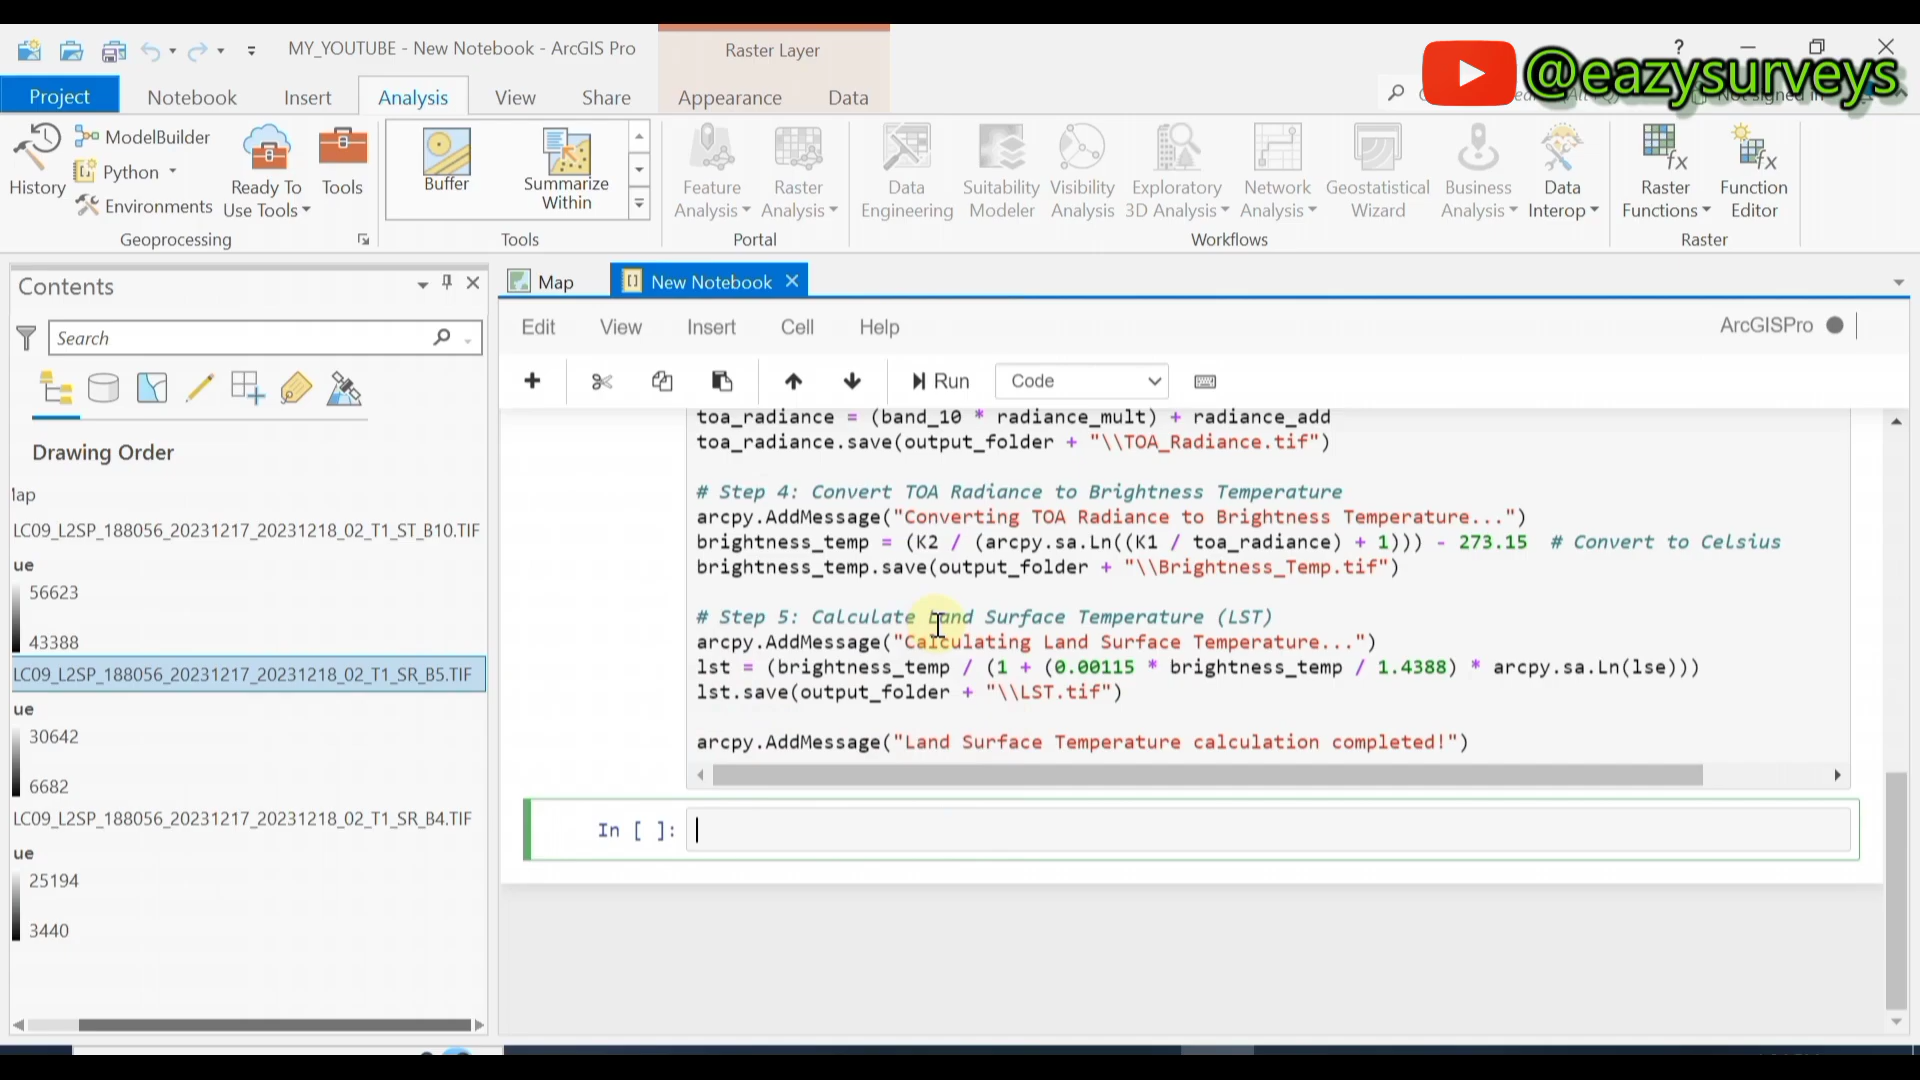 MY_YOUTUBE - New Notebook - ArcGIS Pro
Raster Layer
?
@eazysurveys
Project
Notebook
Insert
Analysis
View
Share
Appearance
Data
Not signed in
History
ModelBuilder
Python
Environments
Ready To
Use Tools
Tools
Geoprocessing
Buffer
Summarize
Within
Tools
Feature
Analysis
Raster
Analysis
Portal
Data
Engineering
Suitability
Modeler
Visibility
Analysis
Exploratory
3D Analysis
Network
Analysis
Geostatistical
Wizard
Business
Analysis
Data
Interop
Workflows
Raster
Functions
Function
Editor
Raster
Contents
Search
Drawing Order
lap
LC09_L2SP_188056_20231217_20231218_02_T1_ST_B10.TIF
ue
56623
43388
LC09_L2SP_188056_20231217_20231218_02_T1_SR_B5.TIF
ue
30642
6682
LC09_L2SP_188056_20231217_20231218_02_T1_SR_B4.TIF
ue
25194
3440
Map
New Notebook
Edit
View
Insert
Cell
Help
ArcGISPro
Run
Code
toa_radiance = (band_10 * radiance_mult) + radiance_add
toa_radiance.save(output_folder + "\\TOA_Radiance.tif")
# Step 4: Convert TOA Radiance to Brightness Temperature
arcpy.AddMessage("Converting TOA Radiance to Brightness Temperature...")
brightness_temp = (K2 / (arcpy.sa.Ln((K1 / toa_radiance) + 1))) - 273.15  # Convert to Celsius
brightness_temp.save(output_folder + "\\Brightness_Temp.tif")
# Step 5: Calculate Land Surface Temperature (LST)
arcpy.AddMessage("Calculating Land Surface Temperature...")
lst = (brightness_temp / (1 + (0.00115 * brightness_temp / 1.4388) * arcpy.sa.Ln(lse)))
lst.save(output_folder + "\\LST.tif")
arcpy.AddMessage("Land Surface Temperature calculation completed!")
In [ ]: